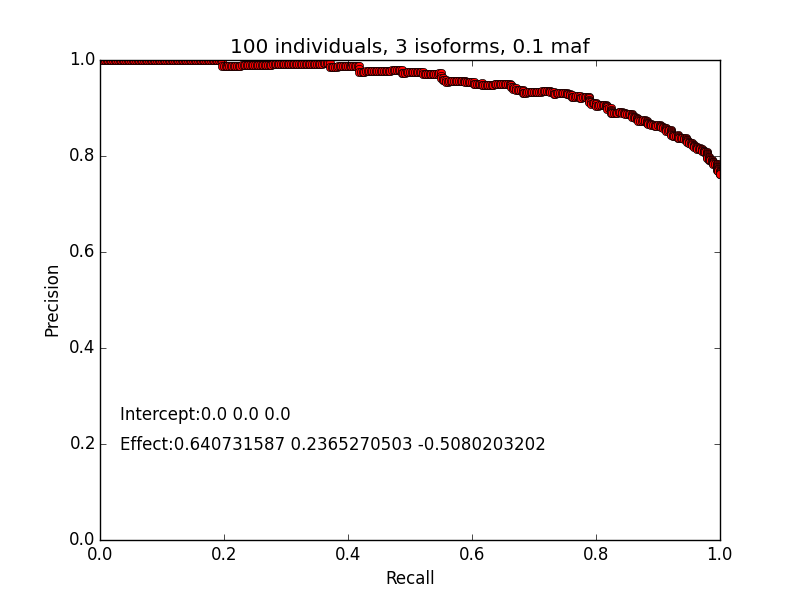 100 individuals, 3 isoforms, 0.1 maf
1.0
0.8
0.6
Precision
0.4
Intercept:0.0 0.0 0.0
0.2
Effect:0.640731587 0.2365270503 -0.5080203202
0.0
0.0 0.2 0.4 0.6 0.8 1.0
Recall